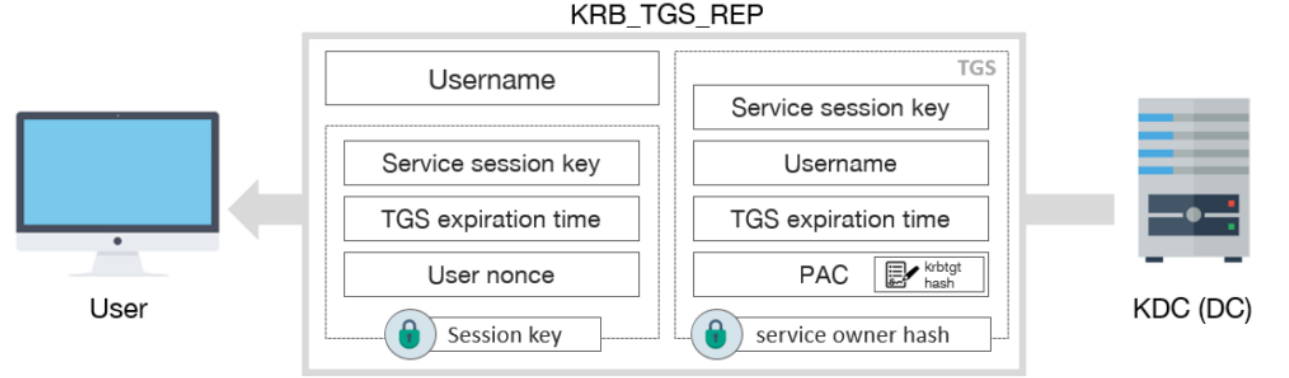 KRB_TGS_REP
Username
Service session key
TGS expiration time
User nonce
Session key
TGS
Service session key
Username
TGS expiration time
PAC
krbtgt
hash
service owner hash
User
KDC (DC)